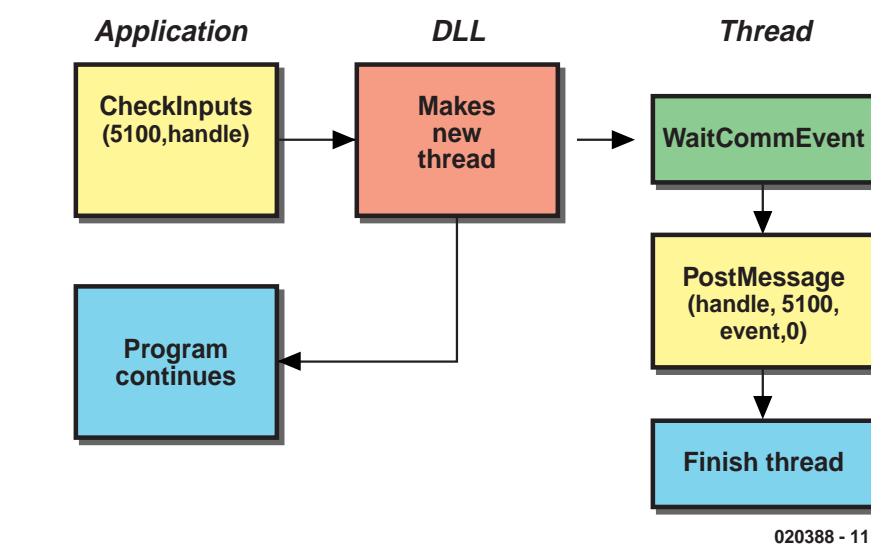 Application
DLL
Thread
CheckInputs
(5100,handle)
Makes
new
thread
WaitCommEvent
PostMessage
(handle, 5100,
event,0)
Program
continues
Finish thread
020388 - 11